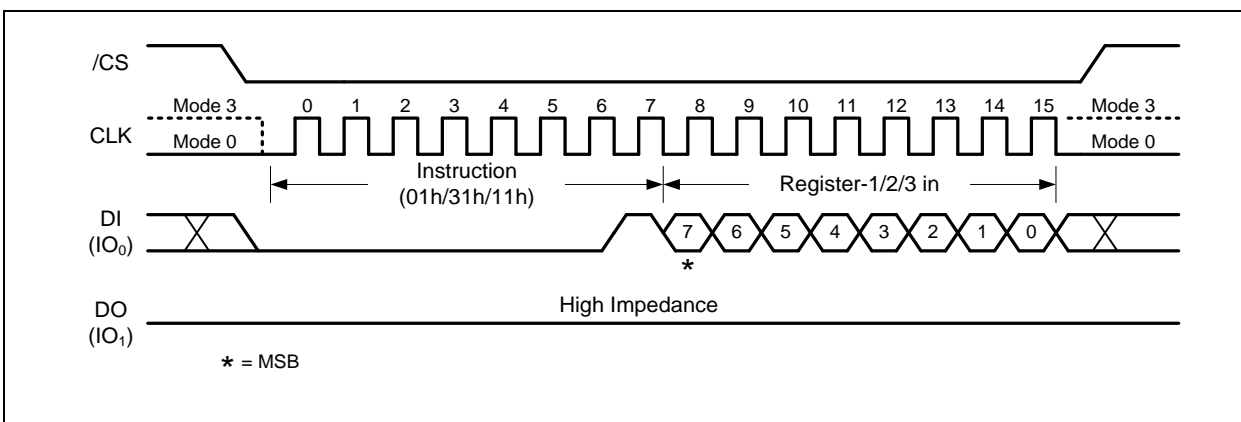 /CS
Mode 3 0 1 2 3 4 5 6 7 8 9 10 11 12 13 14 15 Mode 3
CLK
Mode 0 Mode 0
Instruction
(01h/31h/11h)
Register-1/2/3 in
DI
(IO₀)
7 6 5 4 3 2 1 0
*
High Impedance
DO
(IO₁)
* = MSB